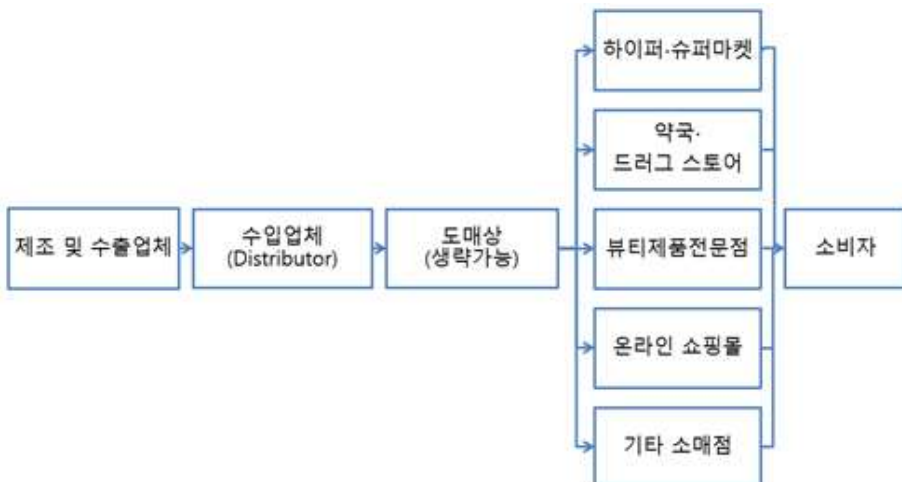 제조 및 수출업체
수입업체
(Distributor)
도매상
(생략가능)
하이퍼·슈퍼마켓
약국·
드러그 스토어
뷰티제품전문점
온라인 쇼핑몰
기타 소매점
소비자